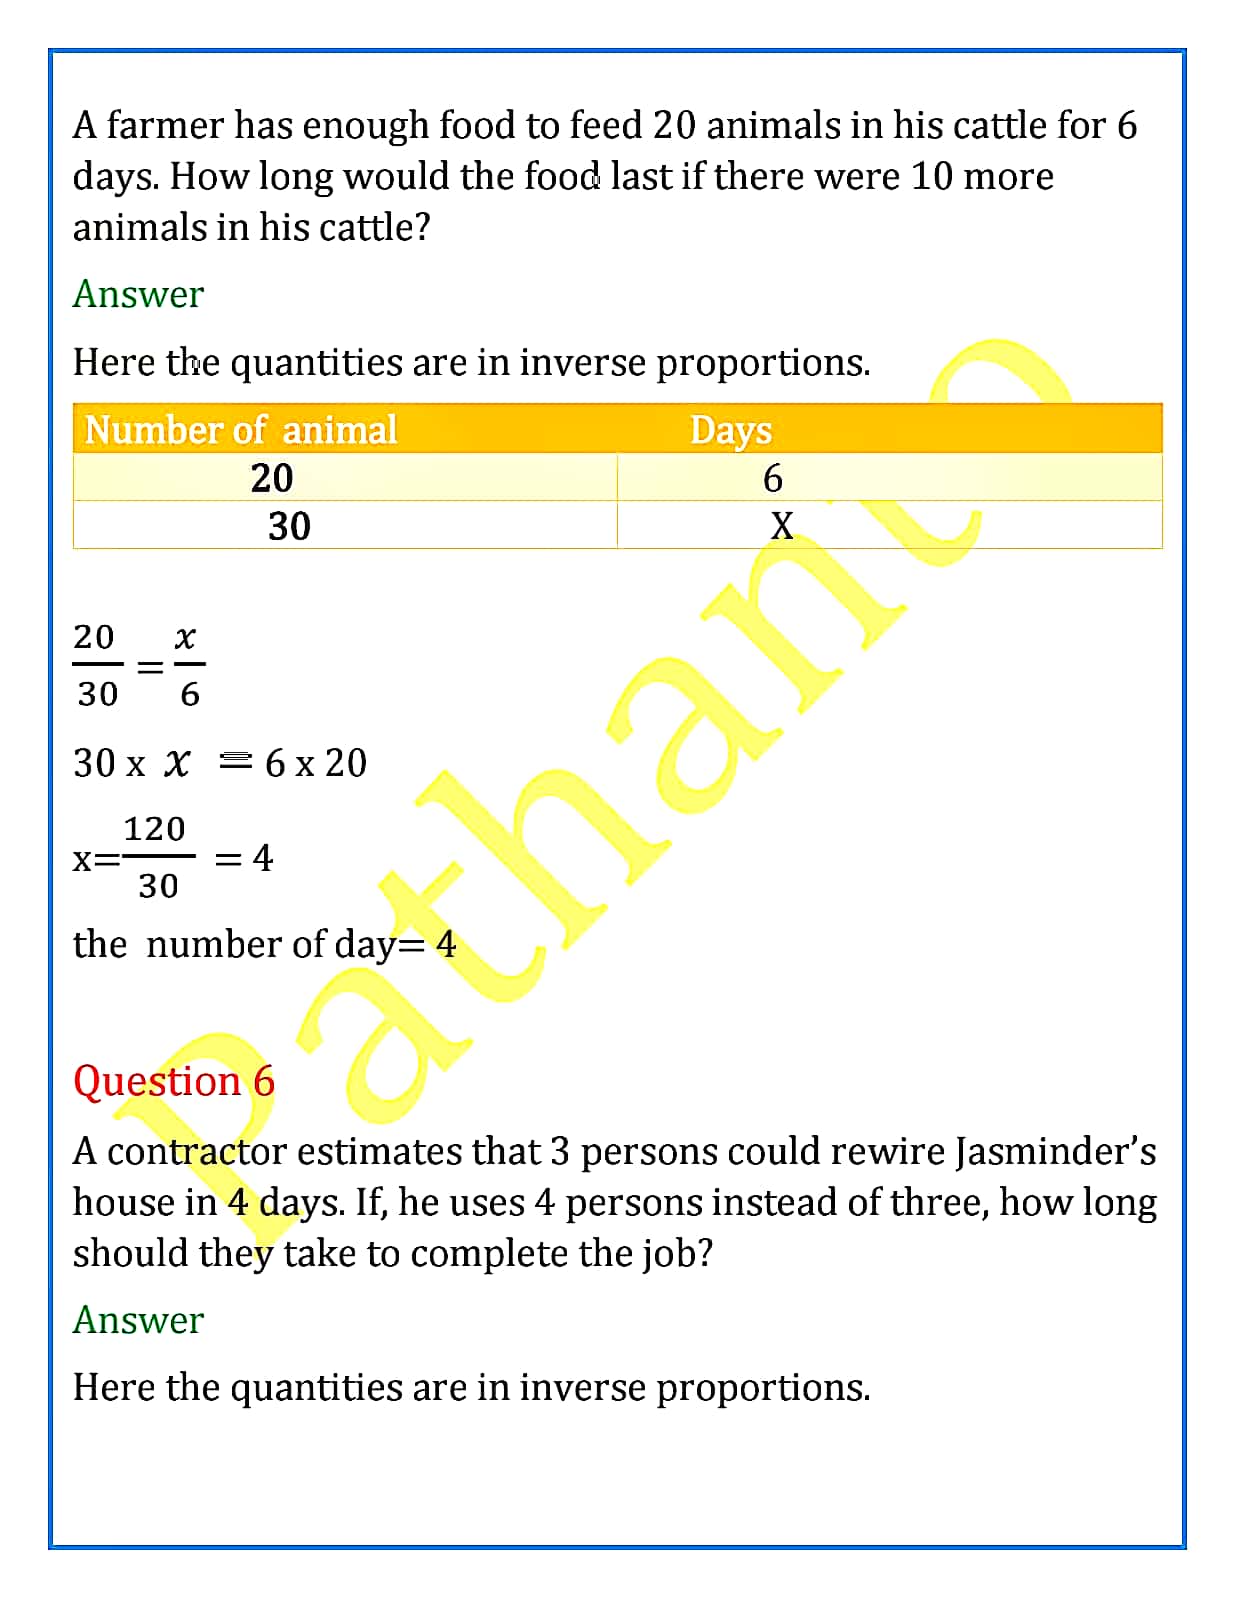 A farmer has enough food to feed 20 animals in his cattle for 6
days. How long would the food last if there were 10 more
animals in his cattle?
Answer
Here the quantities are in inverse proportions.
Number of animal Days
20 6
30 X
20/30 = x/6
30 x x = 6 x 20
x=120/30 = 4
the number of day= 4
Question 6
A contractor estimates that 3 persons could rewire Jasminder’s
house in 4 days. If, he uses 4 persons instead of three, how long
should they take to complete the job?
Answer
Here the quantities are in inverse proportions.